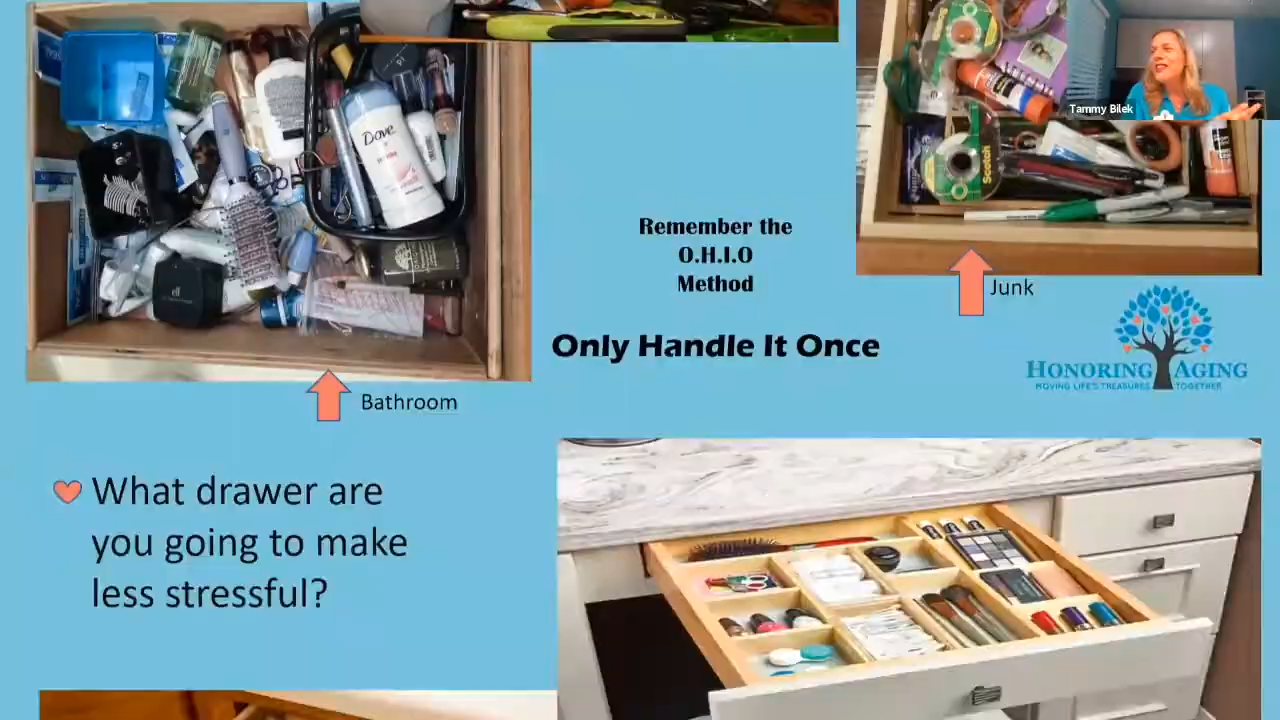 Dove
elf
Scotch
Tammy Bilek
Remember the
O.H.I.O
Method
Only Handle It Once
Junk
HONORING AGING
MOVING LIFE'S TREASURES TOGETHER
Bathroom
What drawer are
you going to make
less stressful?